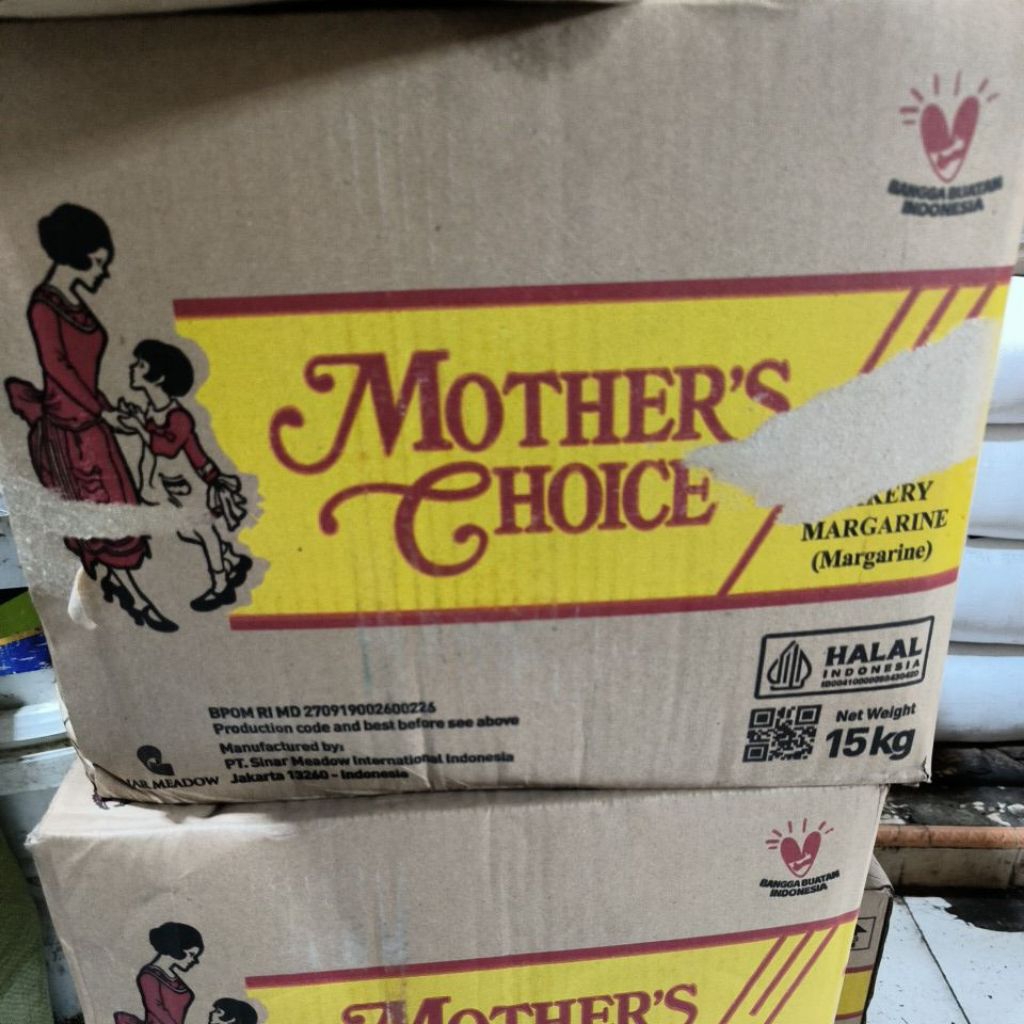 BANGGA BUATAN
INDONESIA
MOTHER'S
CHOICE
MARGARINE
(Margarine)
HALAL
INDONESIA
BPOM RI MD 270919002600226
Production code and best before see above
Manufactured by:
PT. Sinar Meadow International Indonesia
Jakarta 13260 - Indonesia
MEADOW
Net Weight
15kg
BANGGA BUATAN
INDONESIA
MOTHER'S